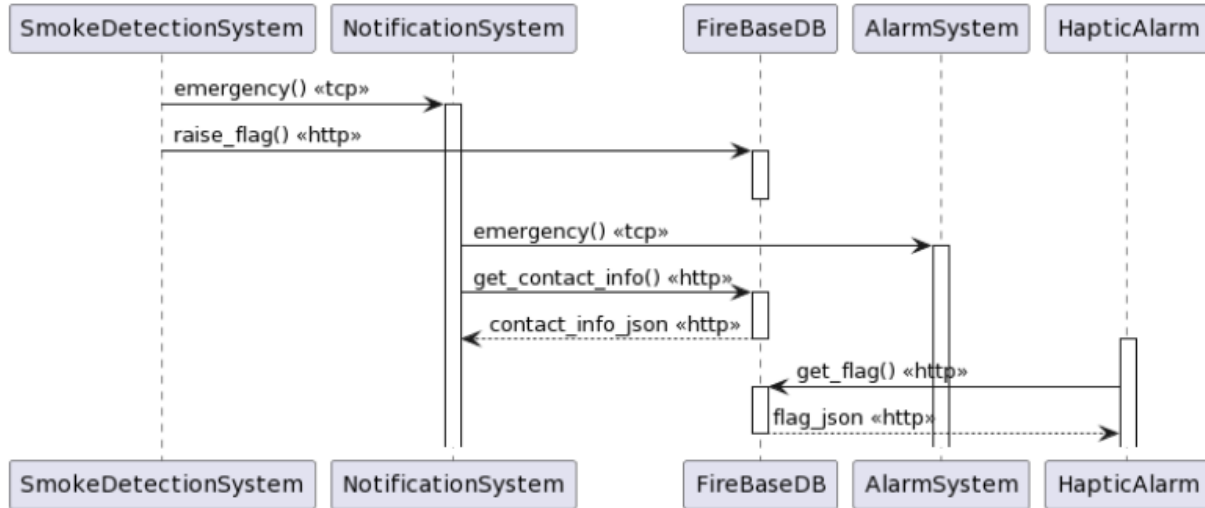 SmokeDetectionSystem NotificationSystem FireBaseDB AlarmSystem HapticAlarm
emergency() «tcp»
raise_flag() «http»
emergency() «tcp»
get_contact_info() «http»
contact_info_json «http»
get_flag() «http»
flag_json «http»
SmokeDetectionSystem NotificationSystem FireBaseDB AlarmSystem HapticAlarm